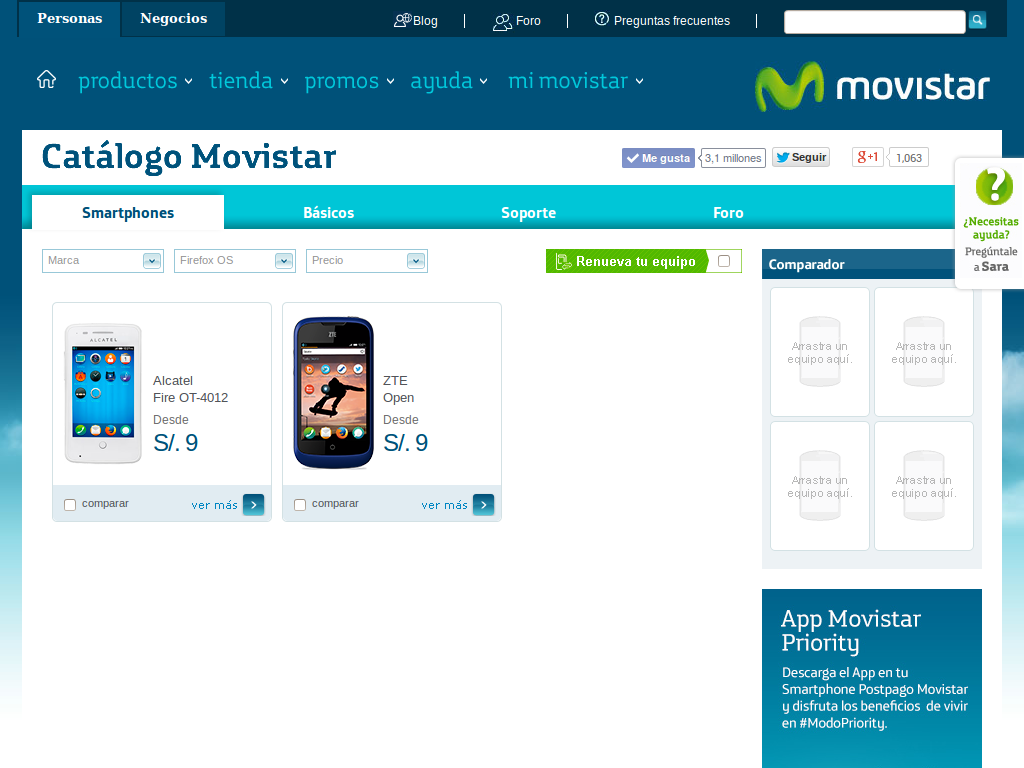 Personas
Negocios
Blog
Foro
Preguntas frecuentes
productos
tienda
promos
ayuda
mi movistar
movistar
Catálogo Movistar
Me gusta
3,1 millones
Seguir
g+1
1,063
¿Necesitas
ayuda?
Pregúntale
a Sara
Smartphones
Básicos
Soporte
Foro
Marca
Firefox OS
Precio
Renueva tu equipo
Comparador
ALCATEL
Alcatel
Fire OT-4012
Desde
S/. 9
comparar
ver más
ZTE
ZTE
Open
Desde
S/. 9
comparar
ver más
Arrastra un
equipo aquí.
Arrastra un
equipo aquí.
Arrastra un
equipo aquí.
Arrastra un
equipo aquí.
App Movistar
Priority
Descarga el App en tu
Smartphone Postpago Movistar
y disfruta los beneficios de vivir
en #ModoPriority.